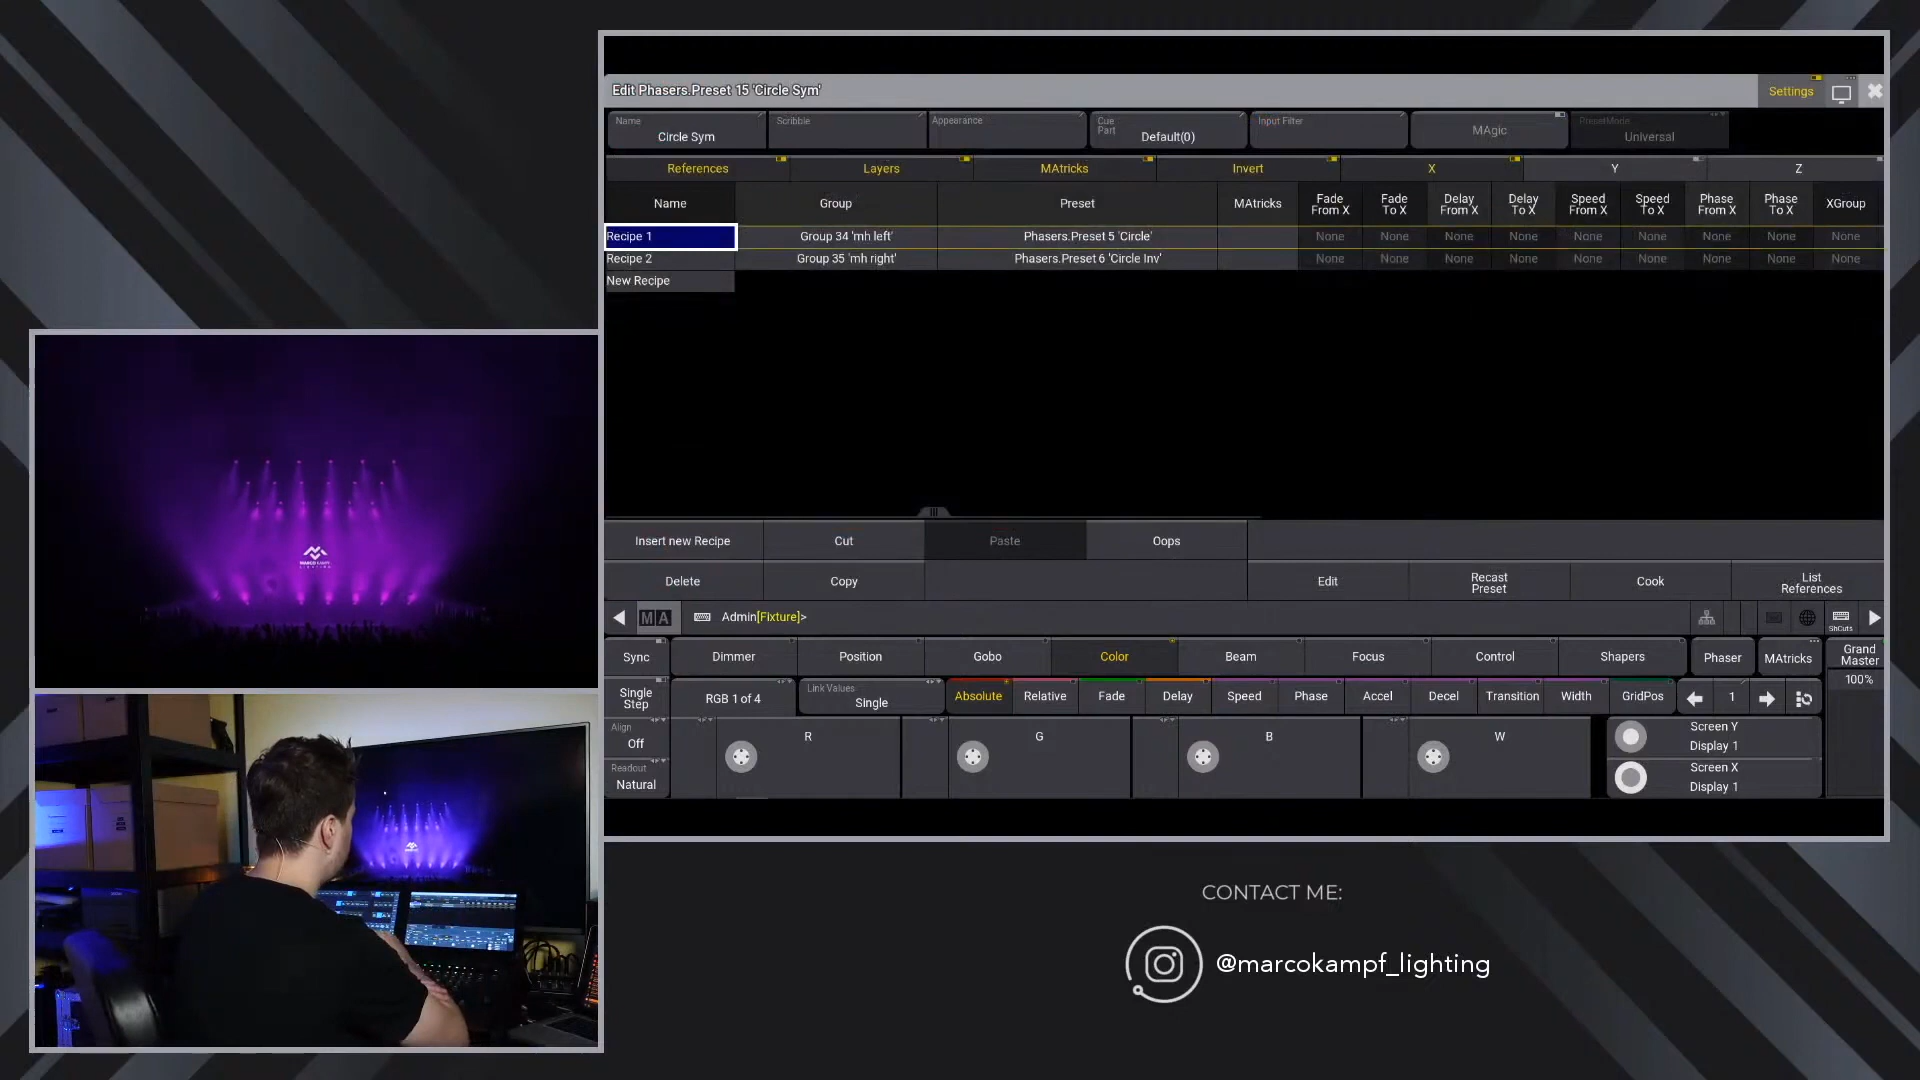 Edit Phasers.Preset 15 'Circle Sym'
Settings
Name
Circle Sym
Scribble
Appearance
Cue Part
Default(0)
Input Filter
MAgic
PresetMode
Universal
References Layers MAtricks Invert X Y Z
Name Group Preset MAtricks Fade From X Fade To X Delay From X Delay To X Speed From X Speed To X Phase From X Phase To X XGroup
Recipe 1 Group 34 'mh left' Phasers.Preset 5 'Circle' None None None None None None None None None
Recipe 2 Group 35 'mh right' Phasers.Preset 6 'Circle Inv' None None None None None None None None None
New Recipe
Insert new Recipe Cut Paste Oops
Delete Copy Edit Recast Preset Cook List References
MA Admin[Fixture]> ShCuts
Sync Dimmer Position Gobo Color Beam Focus Control Shapers Phaser MAtricks
Grand Master
100%
Single Step
RGB 1 of 4
Link Values
Single
Absolute Relative Fade Delay Speed Phase Accel Decel Transition Width GridPos 1
Align
Off
R G B W
Screen Y
Display 1
Readout
Natural
Screen X
Display 1
MARCO KAMPF
LIGHTING
CONTACT ME:
@marcokampf_lighting